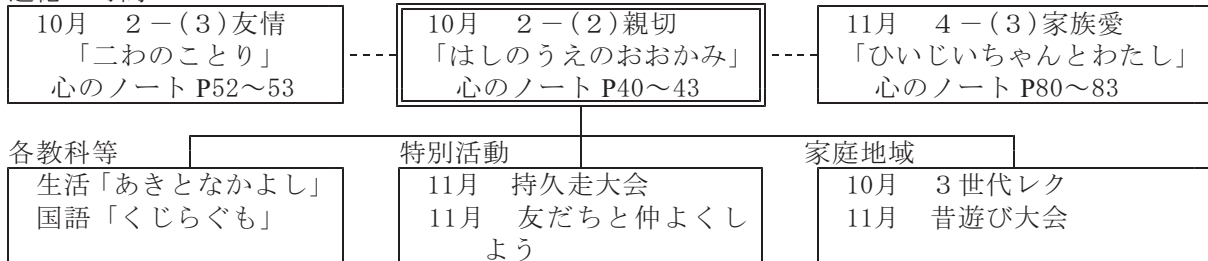 10月 2－(3)友情
「二わのことり」
心のノート P52～53
10月 2－(2)親切
「はしのうえのおおかみ」
心のノート P40～43
11月 4－(3)家族愛
「ひいじいちゃんとわたし」
心のノート P80～83
各教科等
生活「あきとなかよし」
国語「くじらぐも」
特別活動
11月 持久走大会
11月 友だちと仲よくし
よう
家庭地域
10月 3世代レク
11月 昔遊び大会